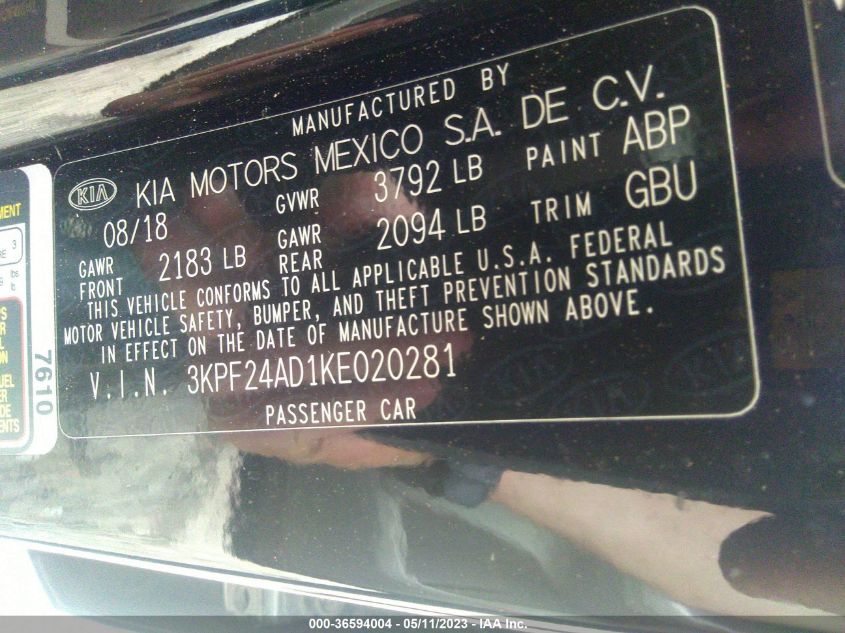 MANUFACTURED BY
KIA KIA MOTORS MEXICO S.A. DE C.V.
08/18 GVWR 3792 LB PAINT ABP
GAWR FRONT 2183 LB GAWR REAR 2094 LB TRIM GBU
THIS VEHICLE CONFORMS TO ALL APPLICABLE U.S.A. FEDERAL
MOTOR VEHICLE SAFETY, BUMPER, AND THEFT PREVENTION STANDARDS
IN EFFECT ON THE DATE OF MANUFACTURE SHOWN ABOVE.
V.I.N. 3KPF24AD1KE020281
PASSENGER CAR
3
lbs
7610
000-36594004 - 05/11/2023 - IAA Inc.